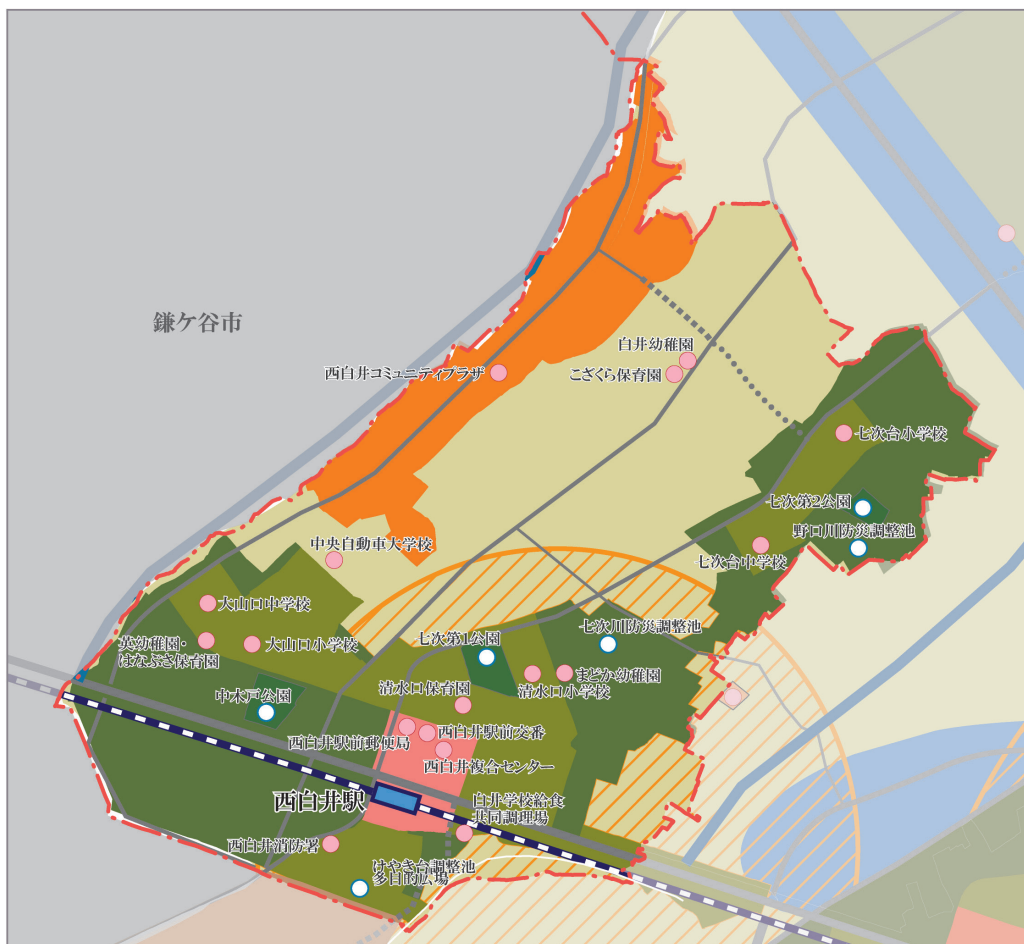 鎌ケ谷市
白井幼稚園
西白井コミュニティプラザ
こざくら保育園
七次台小学校
七次第2公園
野口川防災調整池
中央自動車大学校
七次台中学校
大山口中学校
七次第1公園
七次川防災調整池
英幼稚園・
はなぶさ保育園
大山口小学校
まどか幼稚園
清水口小学校
清水口保育園
中木戸公園
西白井駅前交番
西白井駅前郵便局
西白井複合センター
西白井駅
白井学校給食
共同調理場
西白井消防署
けやき台調整池
多目的広場